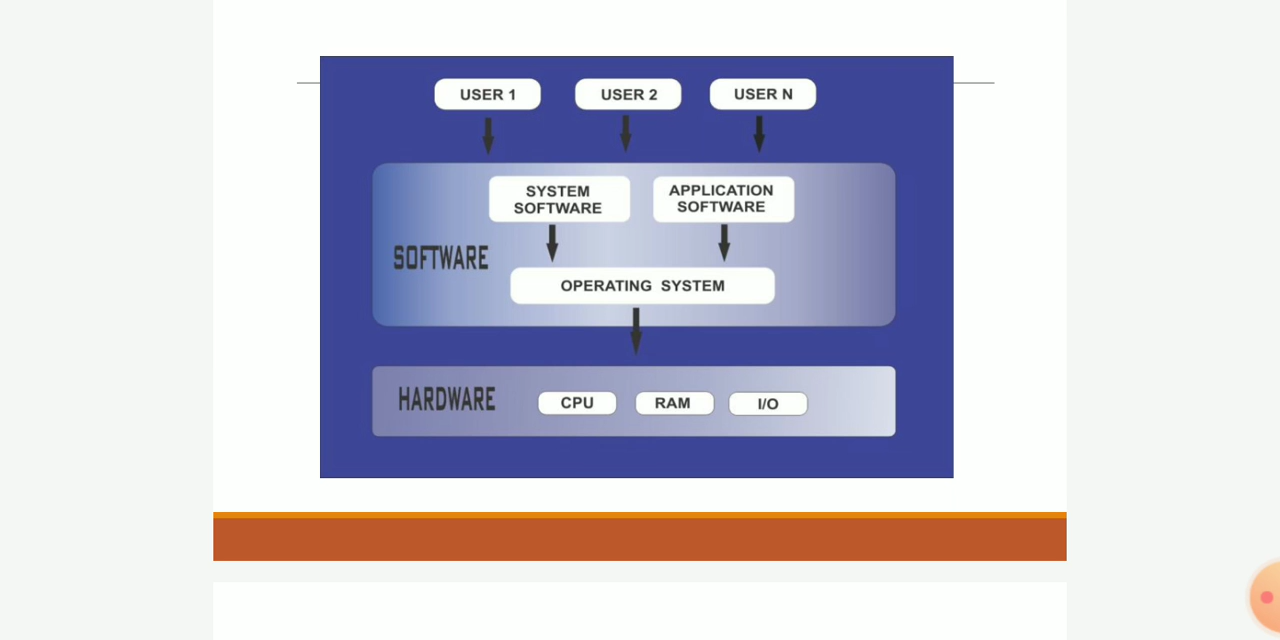 USER 1
USER 2
USER N
SYSTEM
SOFTWARE
APPLICATION
SOFTWARE
SOFTWARE
OPERATING SYSTEM
HARDWARE
CPU
RAM
I/O